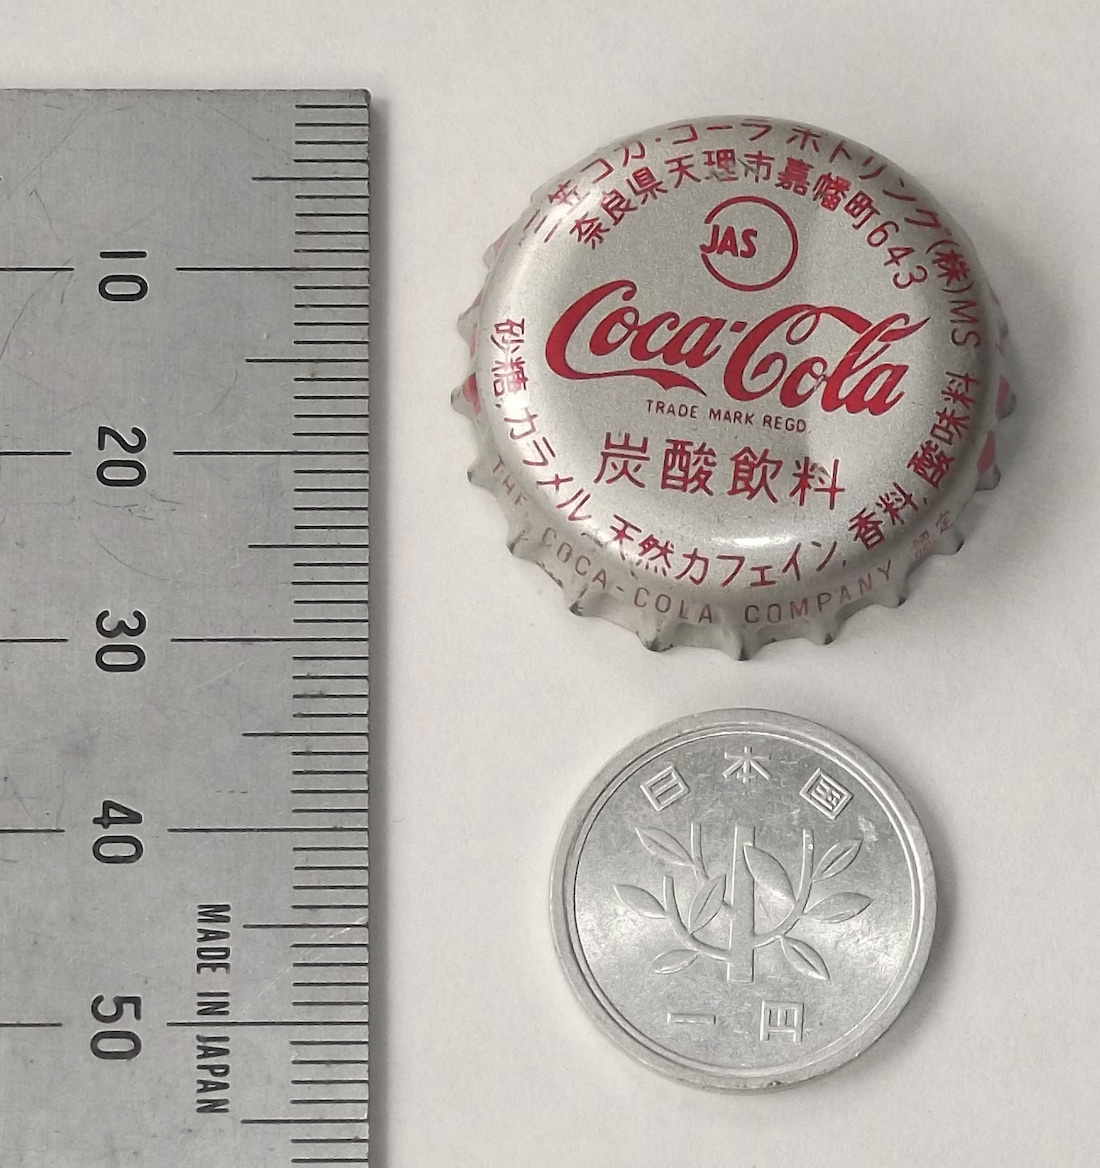 10
20
30
40
50
MADE IN JAPAN
三笠コカ・コーラボトリング(株)MS
奈良県天理市嘉幡町643
JAS
Coca-Cola
TRADE MARK REGD.
炭酸飲料
砂糖,カラメル,天然カフェイン,香料,酸味料
THE COCA-COLA COMPANY
日本国
一円